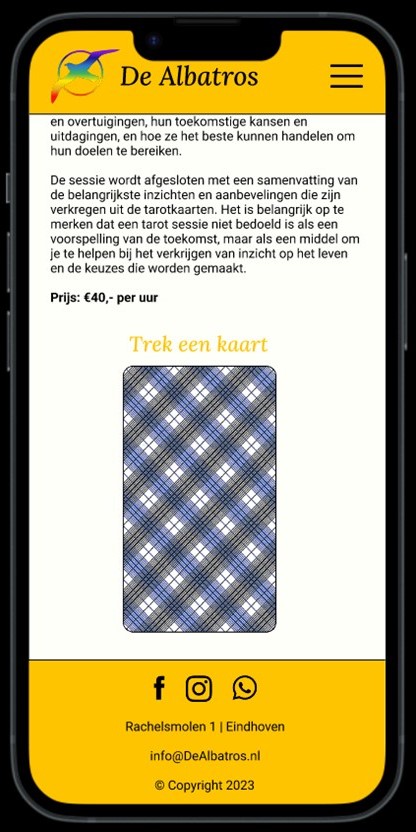 De Albatros
en overtuigingen, hun toekomstige kansen en
uitdagingen, en hoe ze het beste kunnen handelen om
hun doelen te bereiken.
De sessie wordt afgesloten met een samenvatting van
de belangrijkste inzichten en aanbevelingen die zijn
verkregen uit de tarotkaarten. Het is belangrijk op te
merken dat een tarot sessie niet bedoeld is als een
voorspelling van de toekomst, maar als een middel om
je te helpen bij het verkrijgen van inzicht op het leven
en de keuzes die worden gemaakt.
Prijs: €40,- per uur
Trek een kaart
Rachelsmolen 1 | Eindhoven
info@DeAlbatros.nl
© Copyright 2023